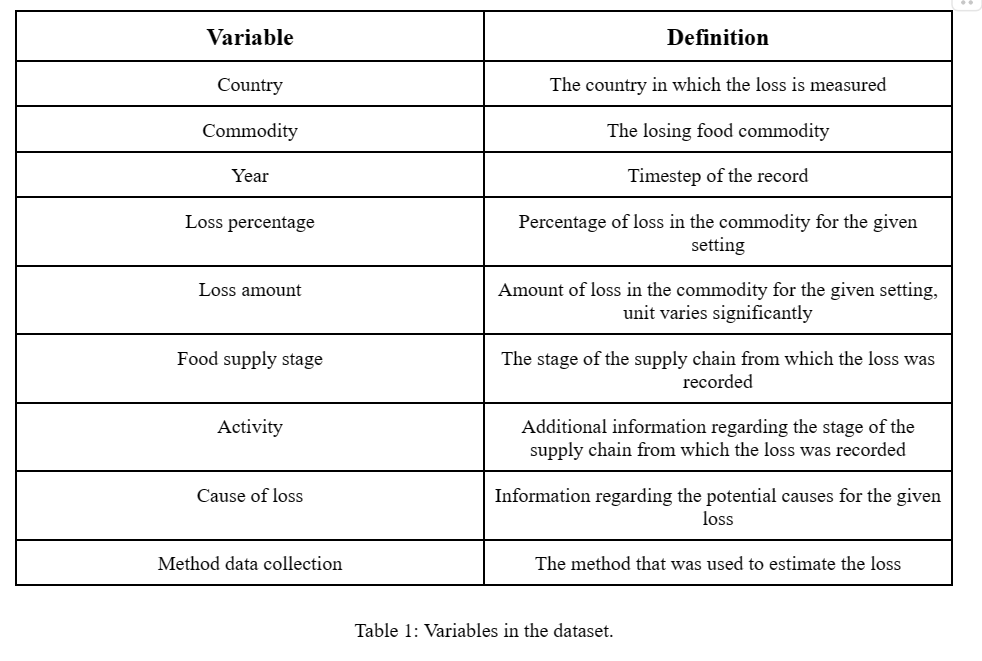 Variable Definition
Country The country in which the loss is measured
Commodity The losing food commodity
Year Timestep of the record
Loss percentage Percentage of loss in the commodity for the given
setting
Loss amount Amount of loss in the commodity for the given setting,
unit varies significantly
Food supply stage The stage of the supply chain from which the loss was
recorded
Activity Additional information regarding the stage of the
supply chain from which the loss was recorded
Cause of loss Information regarding the potential causes for the given
loss
Method data collection The method that was used to estimate the loss
Table 1: Variables in the dataset.